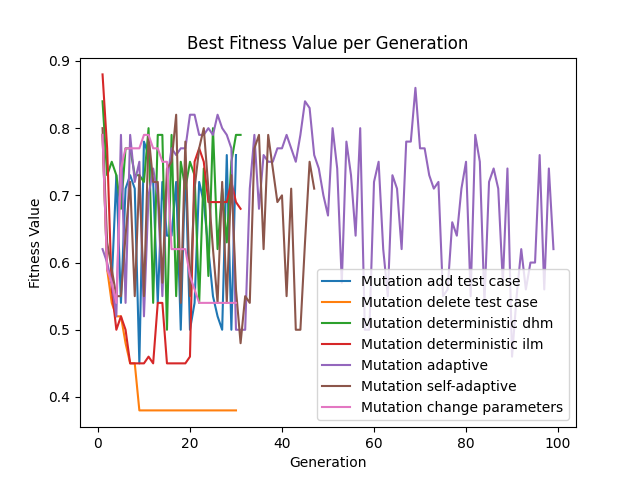 Best Fitness Value per Generation
Fitness Value
0.9
0.8
0.7
0.6
0.5
0.4
0
20
40
60
80
100
Generation
Mutation add test case
Mutation delete test case
Mutation deterministic dhm
Mutation deterministic ilm
Mutation adaptive
Mutation self-adaptive
Mutation change parameters